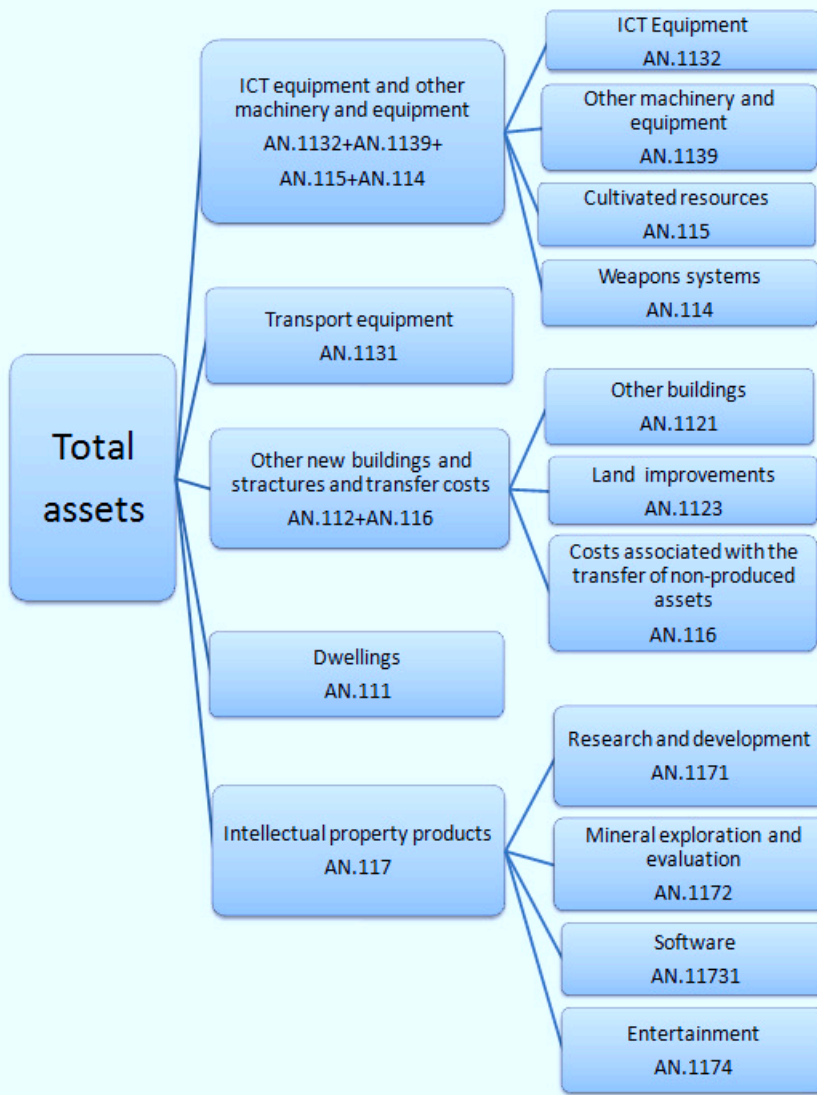 Total
assets
ICT equipment and other
machinery and equipment
AN.1132+AN.1139+
AN.115+AN.114
ICT Equipment
AN.1132
Other machinery and
equipment
AN.1139
Cultivated resources
AN.115
Weapons systems
AN.114
Transport equipment
AN.1131
Other new buildings and
stractures and transfer costs
AN.112+AN.116
Other buildings
AN.1121
Land improvements
AN.1123
Costs associated with the
transfer of non-produced
assets
AN.116
Dwellings
AN.111
Intellectual property products
AN.117
Research and development
AN.1171
Mineral exploration and
evaluation
AN.1172
Software
AN.11731
Entertainment
AN.1174